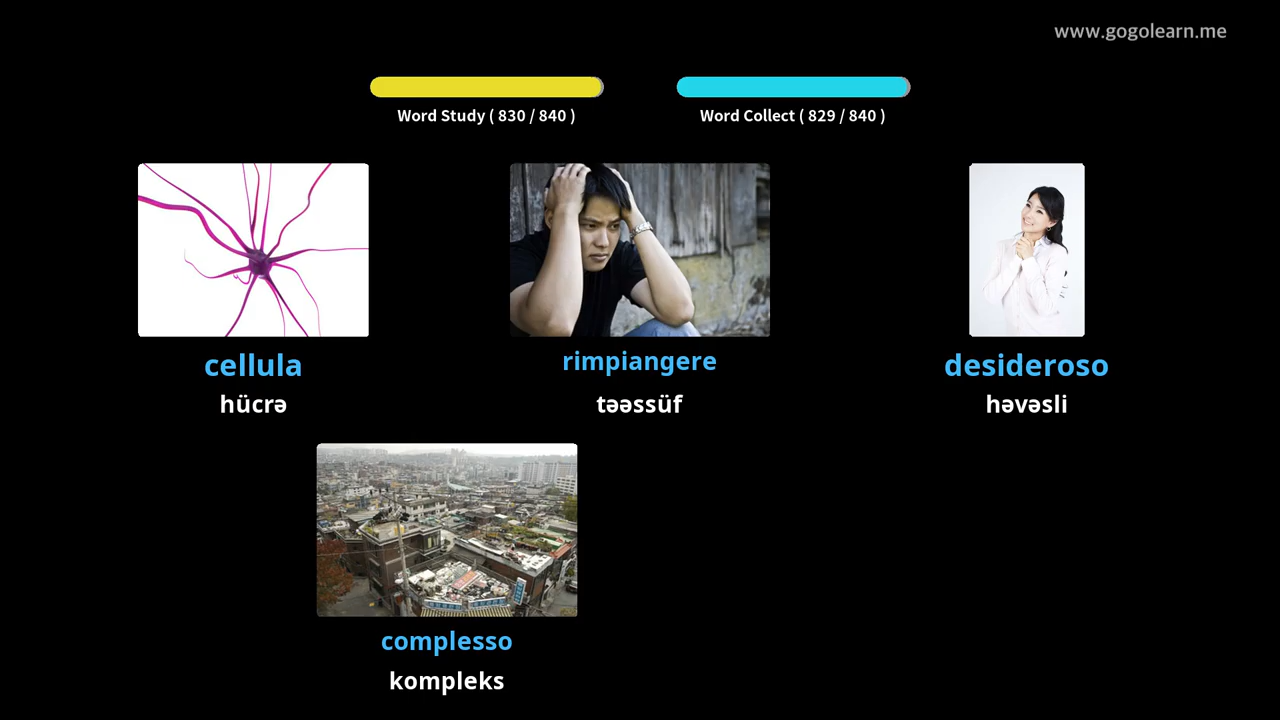 www.gogolearn.me
Word Study ( 830 / 840 )
Word Collect ( 829 / 840 )
cellula
hücrə
rimpiangere
təəssüf
desideroso
həvəsli
complesso
kompleks